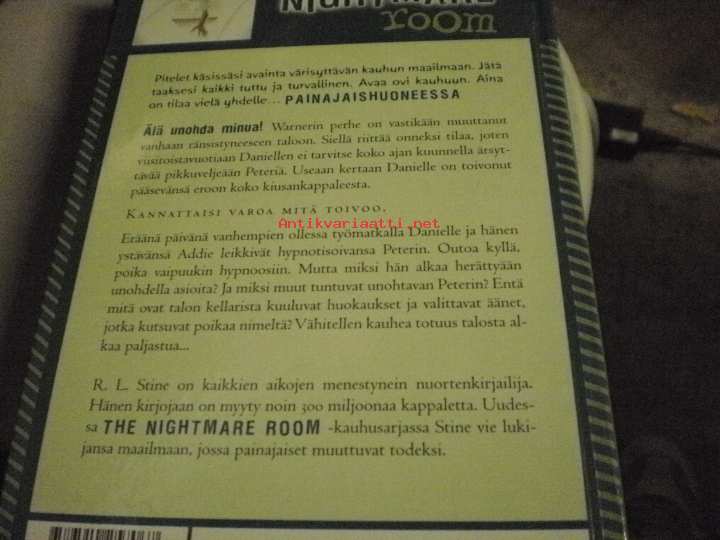 NIGHTMARE
room
Pitelet käsissäsi avainta värisyttävän kauhun maailmaan. Jätä
taaksesi kaikki tuttu ja turvallinen. Avaa ovi kauhuun. Aina
on tilaa vielä yhdelle... PAINAJAISHUONEESSA
Älä unohda minua! Warnerin perhe on vastikään muuttanut
vanhaan ränsistyneeseen taloon. Siellä riittää onneksi tilaa, joten
viisitoistavuotiaan Daniellen ei tarvitse koko ajan kuunnella ärsyt-
tävää pikkuveljeään Peteriä. Useaan kertaan Danielle on toivonut
pääsevänsä eroon koko kiusankappaleesta.
KANNATTAISI VAROA MITÄ TOIVOO.
Antikvariaatti.net
Eräänä päivänä vanhempien ollessa työmatkalla Danielle ja hänen
ystävänsä Addie leikkivät hypnotisoivansa Peterin. Outoa kyllä,
poika vaipuukin hypnoosiin. Mutta miksi hän alkaa herättyään
unohdella asioita? Ja miksi muut tuntuvat unohtavan Peterin? Entä
mitä ovat talon kellarista kuuluvat huokaukset ja valittavat äänet,
jotka kutsuvat poikaa nimeltä? Vähitellen kauhea totuus talosta al-
kaa paljastua...
R. L. Stine on kaikkien aikojen menestynein nuortenkirjailija.
Hänen kirjojaan on myyty noin 300 miljoonaa kappaletta. Uudes-
sa THE NIGHTMARE ROOM -kauhusarjassa Stine vie luki-
jansa maailmaan, jossa painajaiset muuttuvat todeksi.